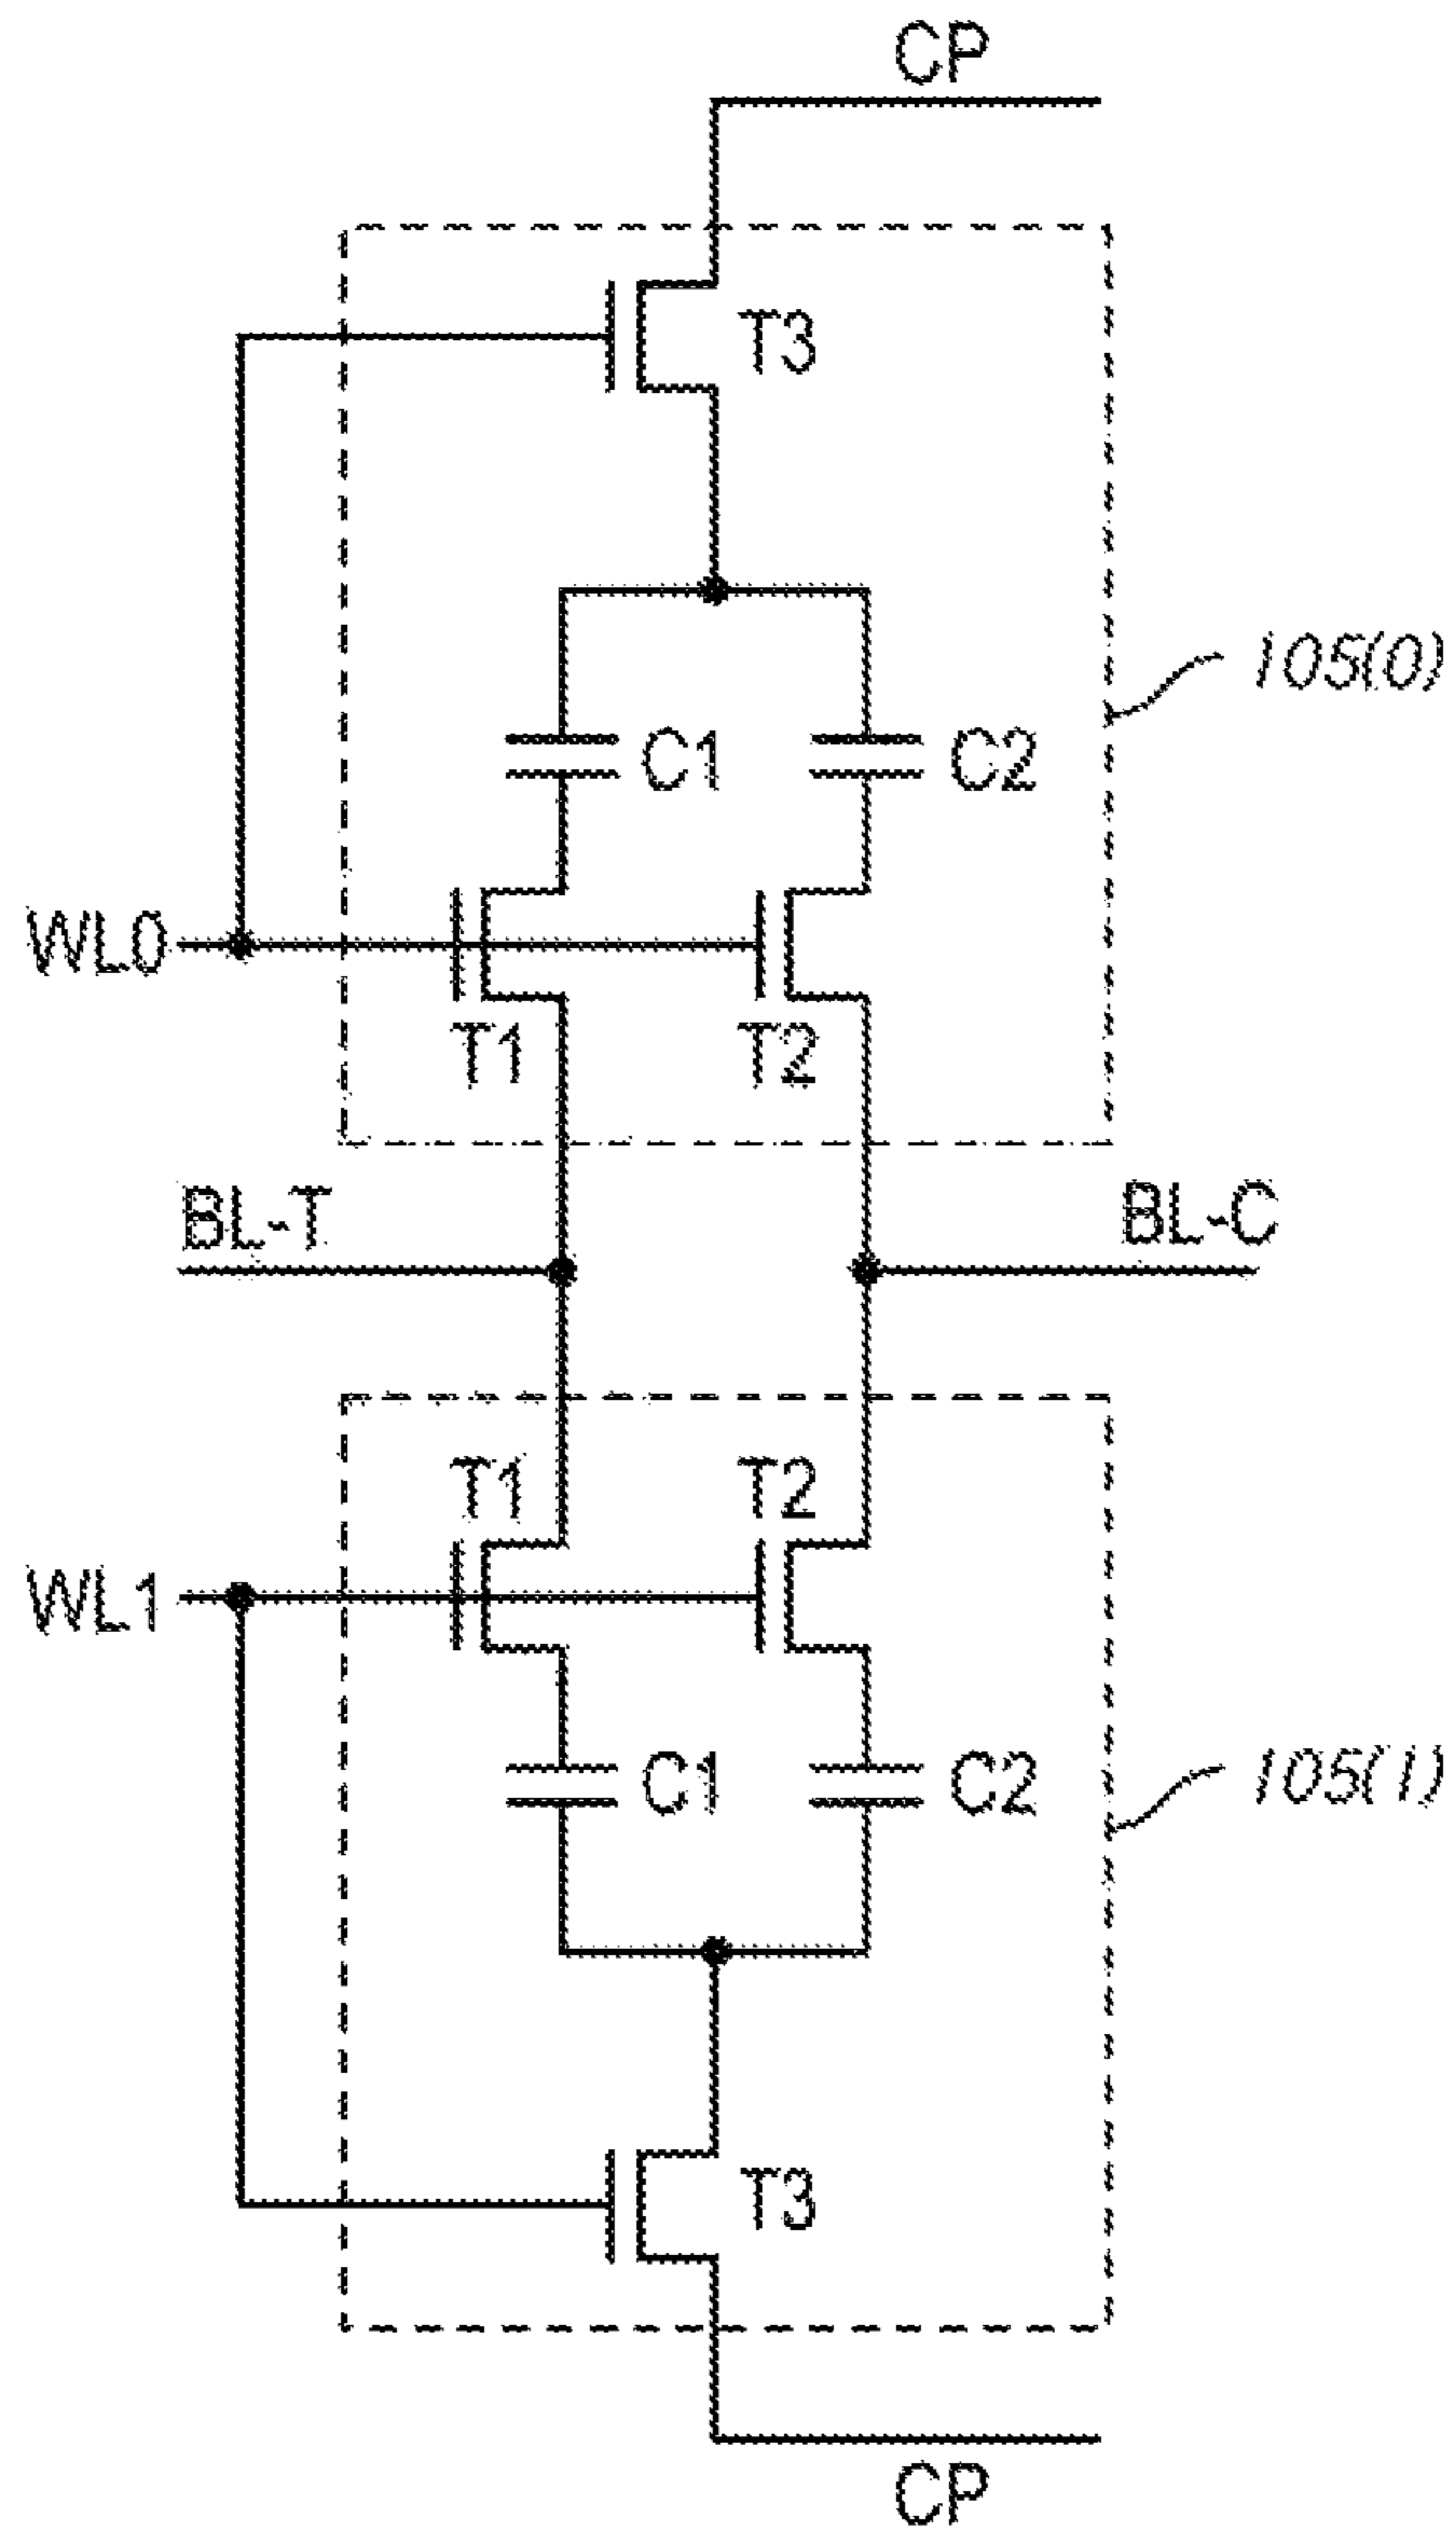 CP
T3
105(0)
C1 C2
WL0
T1 T2
BL-T BL-C
T1 T2
WL1
C1 C2
105(1)
T3
CP